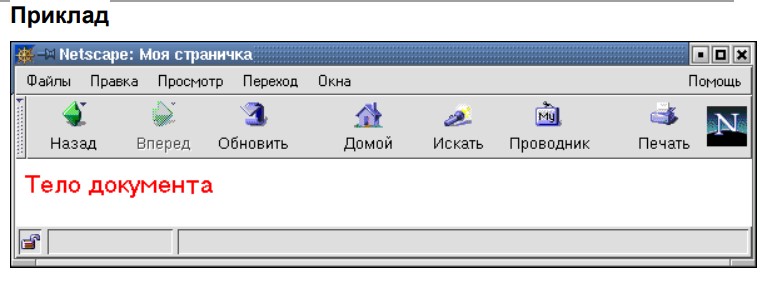 Приклад
Netscape: Моя страничка
Файлы Правка Просмотр Переход Окна Помощь
My N
Назад Вперед Обновить Домой Искать Проводник Печать
Тело документа